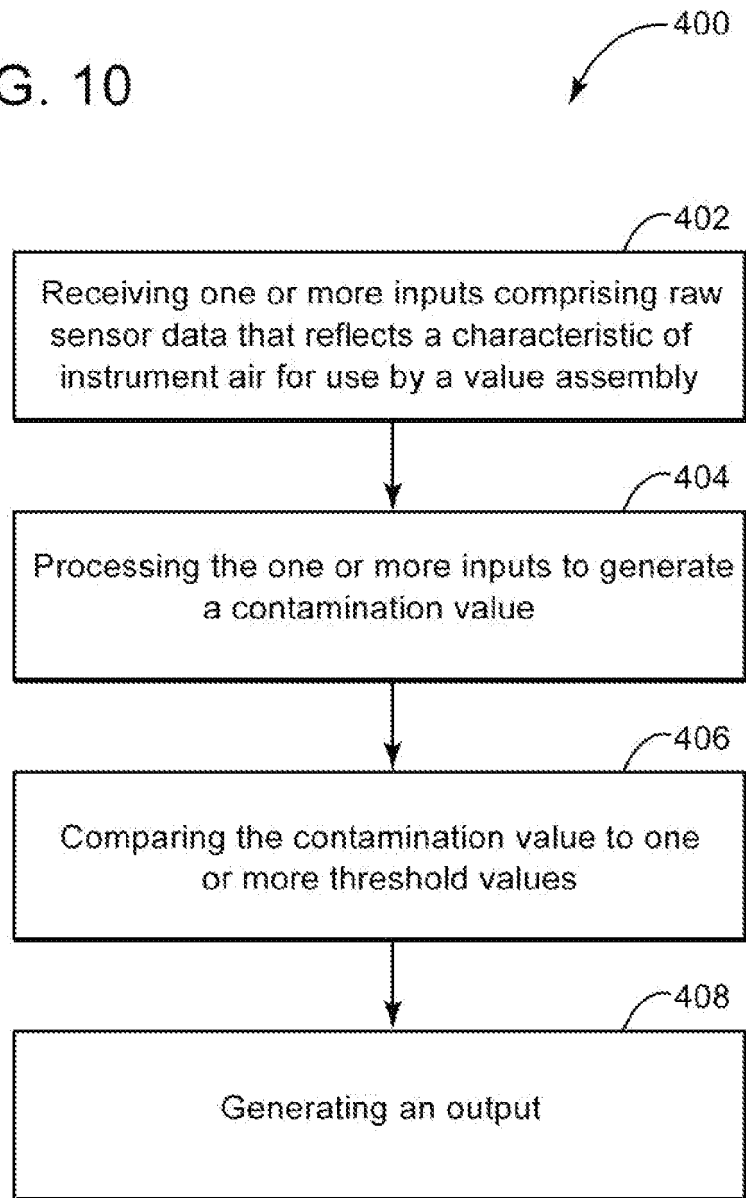 G. 10
400
402
Receiving one or more inputs comprising raw
sensor data that reflects a characteristic of
instrument air for use by a value assembly
404
Processing the one or more inputs to generate
a contamination value
406
Comparing the contamination value to one
or more threshold values
408
Generating an output